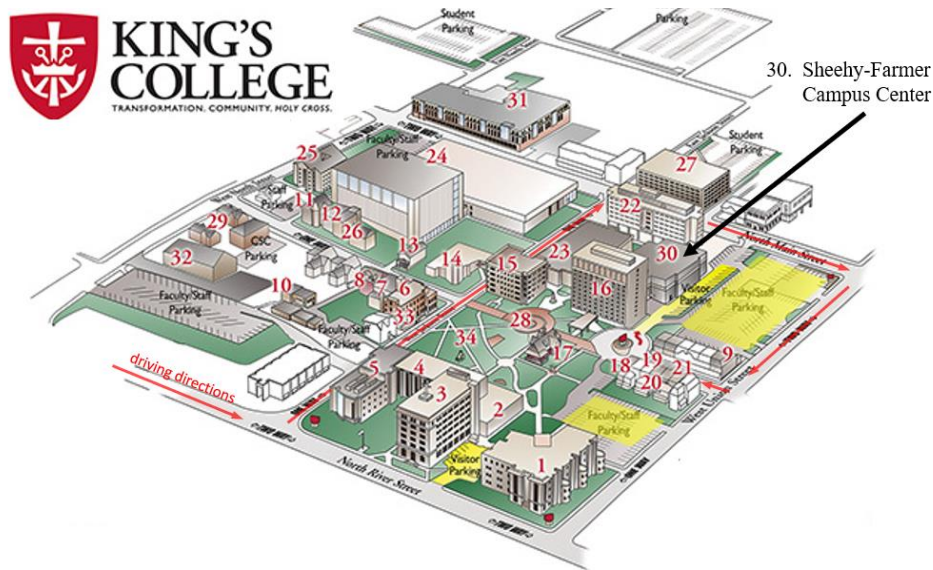 KING'S
COLLEGE
TRANSFORMATION. COMMUNITY. HOLY CROSS.
Student
Parking
Parking
30. Sheehy-Farmer
Campus Center
31
Faculty/Staff
Parking
24
25
Student
Parking
27
Staff
Parking
11
12
26
22
29
CSC
Parking
13
23
30
North Main Street
32
14
15
16
Visitor
Parking
Faculty/Staff
Parking
10
8
7
6
Faculty/Staff
Parking
33
28
Faculty/Staff
Parking
34
17
9
driving directions
5
4
18
19
21
20
West Union Street
3
2
Faculty/Staff
Parking
Visitor
Parking
1
North River Street
TWO WAY